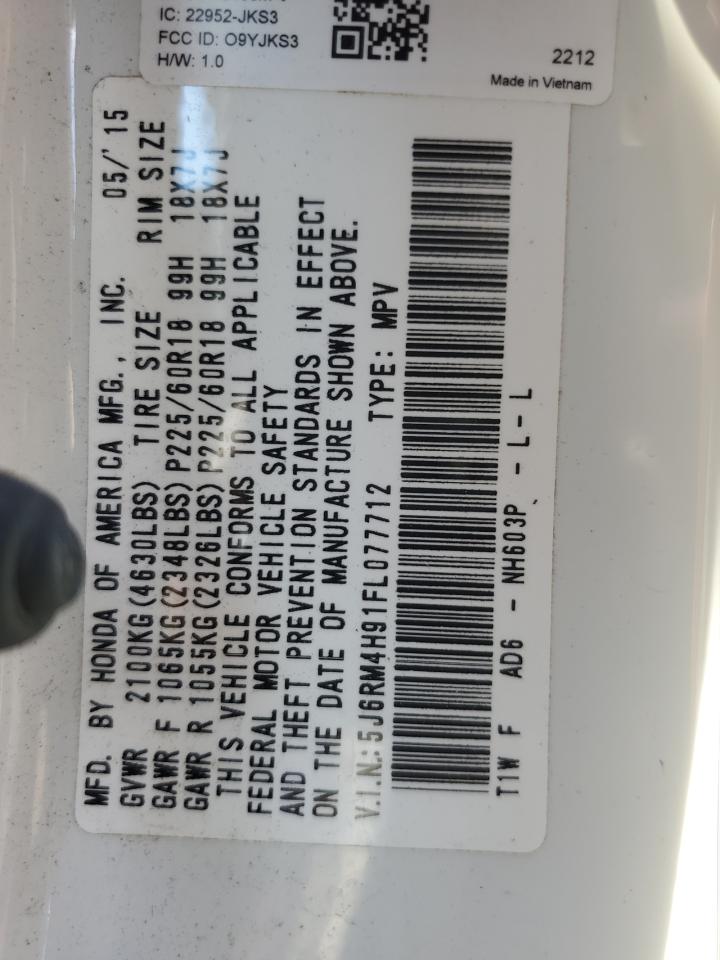 IC: 22952-JKS3
FCC ID: O9YJKS3
H/W: 1.0
2212
Made in Vietnam
MFD. BY HONDA OF AMERICA MFG., INC. 05/'15
GVWR 2100KG(4630LBS) TIRE SIZE RIM SIZE
GAWR F 1065KG(2348LBS) P225/60R18 99H 18X7J
GAWR R 1055KG(2326LBS) P225/60R18 99H 18X7J
THIS VEHICLE CONFORMS TO ALL APPLICABLE
FEDERAL MOTOR VEHICLE SAFETY
AND THEFT PREVENTION STANDARDS IN EFFECT
ON THE DATE OF MANUFACTURE SHOWN ABOVE.
V.I.N.: 5J6RM4H91FL077712 TYPE: MPV
T1W F AD6 - NH603P - L-L